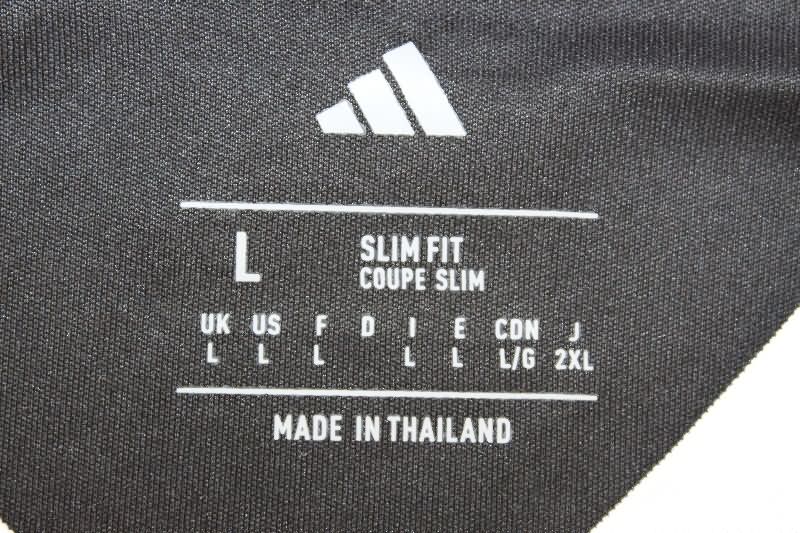 L
SLIM FIT
COUPE SLIM
UK US F D I E CDN J
L L L L L L/G 2XL
MADE IN THAILAND